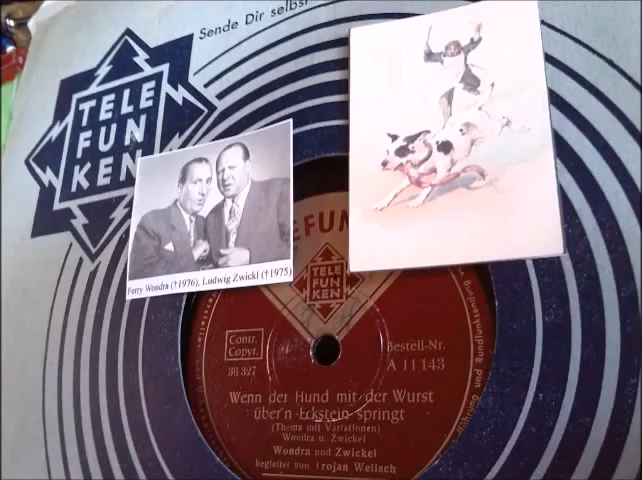 Sende Dir selbst
TELE
FUN
KEN
Ferry Wondra (†1976), Ludwig Zwickl (†1975)
TELE
FUN
KEN
Contr.
Copyr.
36 327
Bestell-Nr.
A 11 143
Wenn der Hund mit der Wurst
über'n Eckstein springt
(Thema mit Variationen)
Wondra u. Zwickel
Wondra und Zwickel
begleitet von Trojan Welisch